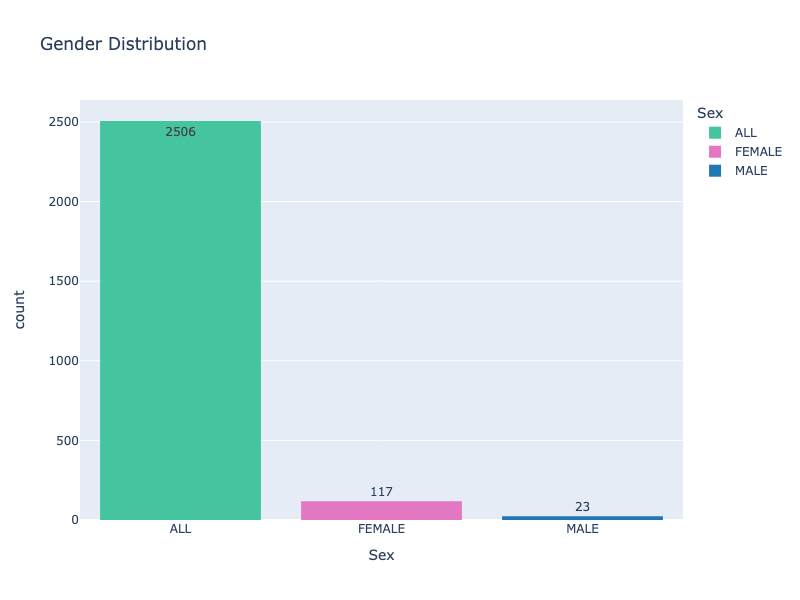 Gender Distribution
2500
2000
1500
1000
500
0
count
2506
117
23
ALL
FEMALE
MALE
Sex
Sex
ALL
FEMALE
MALE